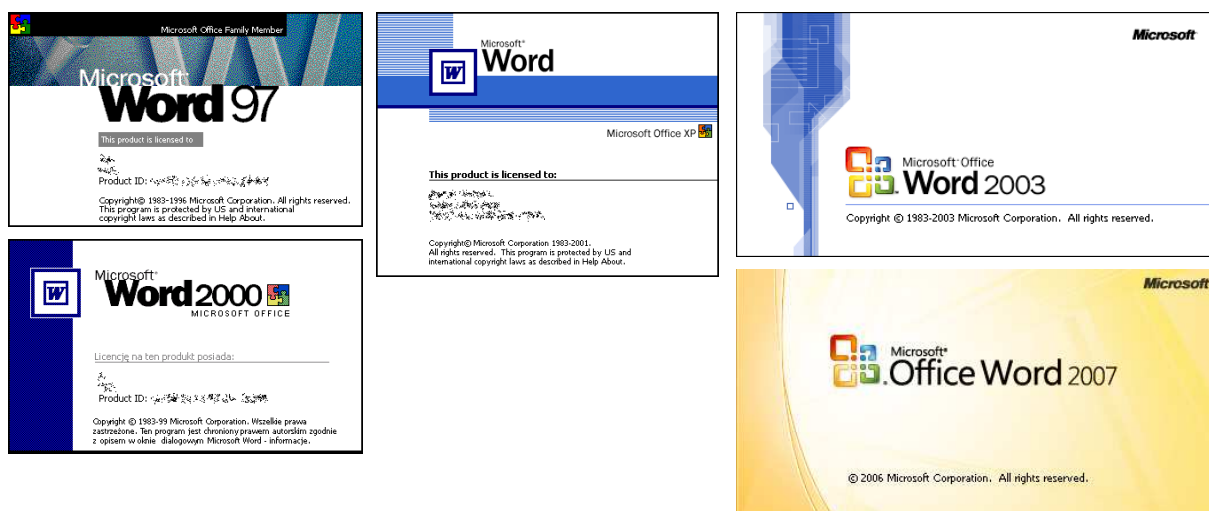 Microsoft Office Family Member
Microsoft
Word 97
This product is licensed to
Product ID:
Copyright© 1983-1996 Microsoft Corporation. All rights reserved.
This program is protected by US and international
copyright laws as described in Help About.
W
Microsoft
Word 2000
MICROSOFT OFFICE
Licencję na ten produkt posiada:
Product ID:
Copyright © 1983-99 Microsoft Corporation. Wszelkie prawa
zastrzeżone. Ten program jest chroniony prawem autorskim zgodnie
z opisem w oknie dialogowym Microsoft Word - informacje.
Microsoft
W Word
Microsoft Office XP
This product is licensed to:
Copyright© Microsoft Corporation 1983-2001.
All rights reserved. This program is protected by US and
international copyright laws as described in Help About.
Microsoft
Microsoft Office
Word 2003
Copyright © 1983-2003 Microsoft Corporation. All rights reserved.
Microsoft
Microsoft
Office Word 2007
© 2006 Microsoft Corporation. All rights reserved.